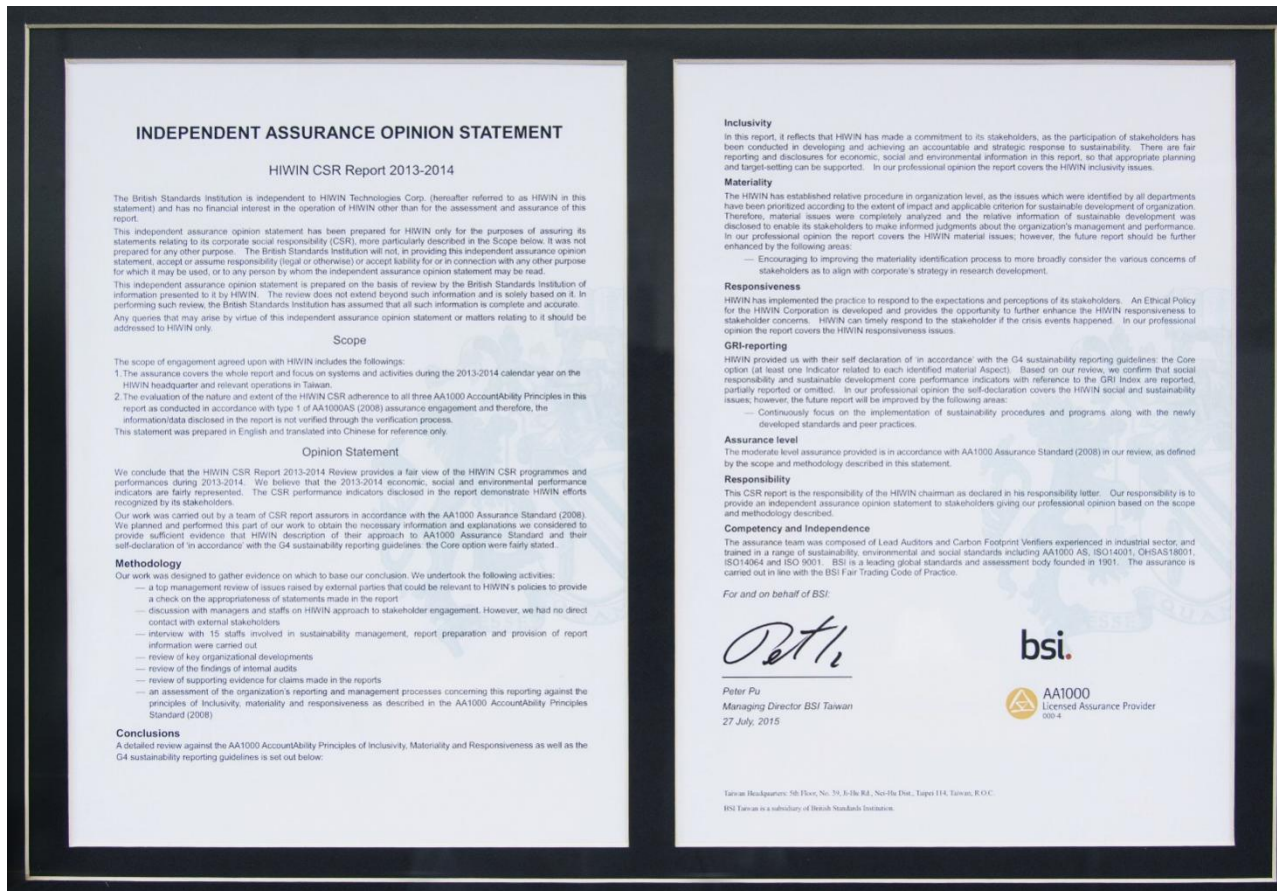 INDEPENDENT ASSURANCE OPINION STATEMENT
HIWIN CSR Report 2013-2014
The British Standards Institution is independent to HIWIN Technologies Corp. (hereafter referred to as HIWIN in this
statement) and has no financial interest in the operation of HIWIN other than for the assessment and assurance of this
report.
This independent assurance opinion statement has been prepared for HIWIN only for the purposes of assuring its
statements relating to its corporate social responsibility (CSR), more particularly described in the Scope below. It was not
prepared for any other purpose. The British Standards Institution will not, in providing this independent assurance opinion
statement, accept or assume responsibility (legal or otherwise) or accept liability for or in connection with any other purpose
for which it may be used, or to any person by whom the independent assurance opinion statement may be read.
This independent assurance opinion statement is prepared on the basis of review by the British Standards Institution of
information presented to it by HIWIN. The review does not extend beyond such information and is solely based on it. In
performing such review, the British Standards Institution has assumed that all such information is complete and accurate.
Any queries that may arise by virtue of this independent assurance opinion statement or matters relating to it should be
addressed to HIWIN only.
Scope
The scope of engagement agreed upon with HIWIN includes the followings:
1. The assurance covers the whole report and focus on systems and activities during the 2013-2014 calendar year on the
HIWIN headquarter and relevant operations in Taiwan.
2. The evaluation of the nature and extent of the HIWIN CSR adherence to all three AA1000 AccountAbility Principles in this
report as conducted in accordance with type 1 of AA1000AS (2008) assurance engagement and therefore, the
information/data disclosed in the report is not verified through the verification process.
This statement was prepared in English and translated into Chinese for reference only.
Opinion Statement
We conclude that the HIWIN CSR Report 2013-2014 Review provides a fair view of the HIWIN CSR programmes and
performances during 2013-2014. We believe that the 2013-2014 economic, social and environmental performance
indicators are fairly represented. The CSR performance indicators disclosed in the report demonstrate HIWIN efforts
recognized by its stakeholders.
Our work was carried out by a team of CSR report assurors in accordance with the AA1000 Assurance Standard (2008).
We planned and performed this part of our work to obtain the necessary information and explanations we considered to
provide sufficient evidence that HIWIN description of their approach to AA1000 Assurance Standard and their
self-declaration of 'in accordance' with the G4 sustainability reporting guidelines: the Core option were fairly stated..
Methodology
Our work was designed to gather evidence on which to base our conclusion. We undertook the following activities:
— a top management review of issues raised by external parties that could be relevant to HIWIN's policies to provide
a check on the appropriateness of statements made in the report
— discussion with managers and staffs on HIWIN approach to stakeholder engagement. However, we had no direct
contact with external stakeholders
— interview with 15 staffs involved in sustainability management, report preparation and provision of report
information were carried out
— review of key organizational developments
— review of the findings of internal audits
— review of supporting evidence for claims made in the reports
— an assessment of the organization's reporting and management processes concerning this reporting against the
principles of Inclusivity, materiality and responsiveness as described in the AA1000 AccountAbility Principles
Standard (2008)
Conclusions
A detailed review against the AA1000 AccountAbility Principles of Inclusivity, Materiality and Responsiveness as well as the
G4 sustainability reporting guidelines is set out below:
Inclusivity
In this report, it reflects that HIWIN has made a commitment to its stakeholders, as the participation of stakeholders has
been conducted in developing and achieving an accountable and strategic response to sustainability. There are fair
reporting and disclosures for economic, social and environmental information in this report, so that appropriate planning
and target-setting can be supported. In our professional opinion the report covers the HIWIN inclusivity issues.
Materiality
The HIWIN has established relative procedure in organization level, as the issues which were identified by all departments
have been prioritized according to the extent of impact and applicable criterion for sustainable development of organization.
Therefore, material issues were completely analyzed and the relative information of sustainable development was
disclosed to enable its stakeholders to make informed judgments about the organization's management and performance.
In our professional opinion the report covers the HIWIN material issues; however, the future report should be further
enhanced by the following areas:
— Encouraging to improving the materiality identification process to more broadly consider the various concerns of
stakeholders as to align with corporate's strategy in research development.
Responsiveness
HIWIN has implemented the practice to respond to the expectations and perceptions of its stakeholders. An Ethical Policy
for the HIWIN Corporation is developed and provides the opportunity to further enhance the HIWIN responsiveness to
stakeholder concerns. HIWIN can timely respond to the stakeholder if the crisis events happened. In our professional
opinion the report covers the HIWIN responsiveness issues.
GRI-reporting
HIWIN provided us with their self declaration of 'in accordance' with the G4 sustainability reporting guidelines: the Core
option (at least one Indicator related to each identified material Aspect). Based on our review, we confirm that social
responsibility and sustainable development core performance indicators with reference to the GRI Index are reported,
partially reported or omitted. In our professional opinion the self-declaration covers the HIWIN social and sustainability
issues; however, the future report will be improved by the following areas:
— Continuously focus on the implementation of sustainability procedures and programs along with the newly
developed standards and peer practices.
Assurance level
The moderate level assurance provided is in accordance with AA1000 Assurance Standard (2008) in our review, as defined
by the scope and methodology described in this statement.
Responsibility
This CSR report is the responsibility of the HIWIN chairman as declared in his responsibility letter. Our responsibility is to
provide an independent assurance opinion statement to stakeholders giving our professional opinion based on the scope
and methodology described.
Competency and Independence
The assurance team was composed of Lead Auditors and Carbon Footprint Verifiers experienced in industrial sector, and
trained in a range of sustainability, environmental and social standards including AA1000 AS, ISO14001, OHSAS18001,
ISO14064 and ISO 9001. BSI is a leading global standards and assessment body founded in 1901. The assurance is
carried out in line with the BSI Fair Trading Code of Practice.
For and on behalf of BSI:
bsi.
Peter Pu
Managing Director BSI Taiwan
27 July, 2015
AA1000
Licensed Assurance Provider
000-4
Taiwan Headquarters: 5th Floor, No. 39, Ji-Hu Rd., Nei-Hu Dist., Taipei 114, Taiwan, R.O.C.
BSI Taiwan is a subsidiary of British Standards Institution.